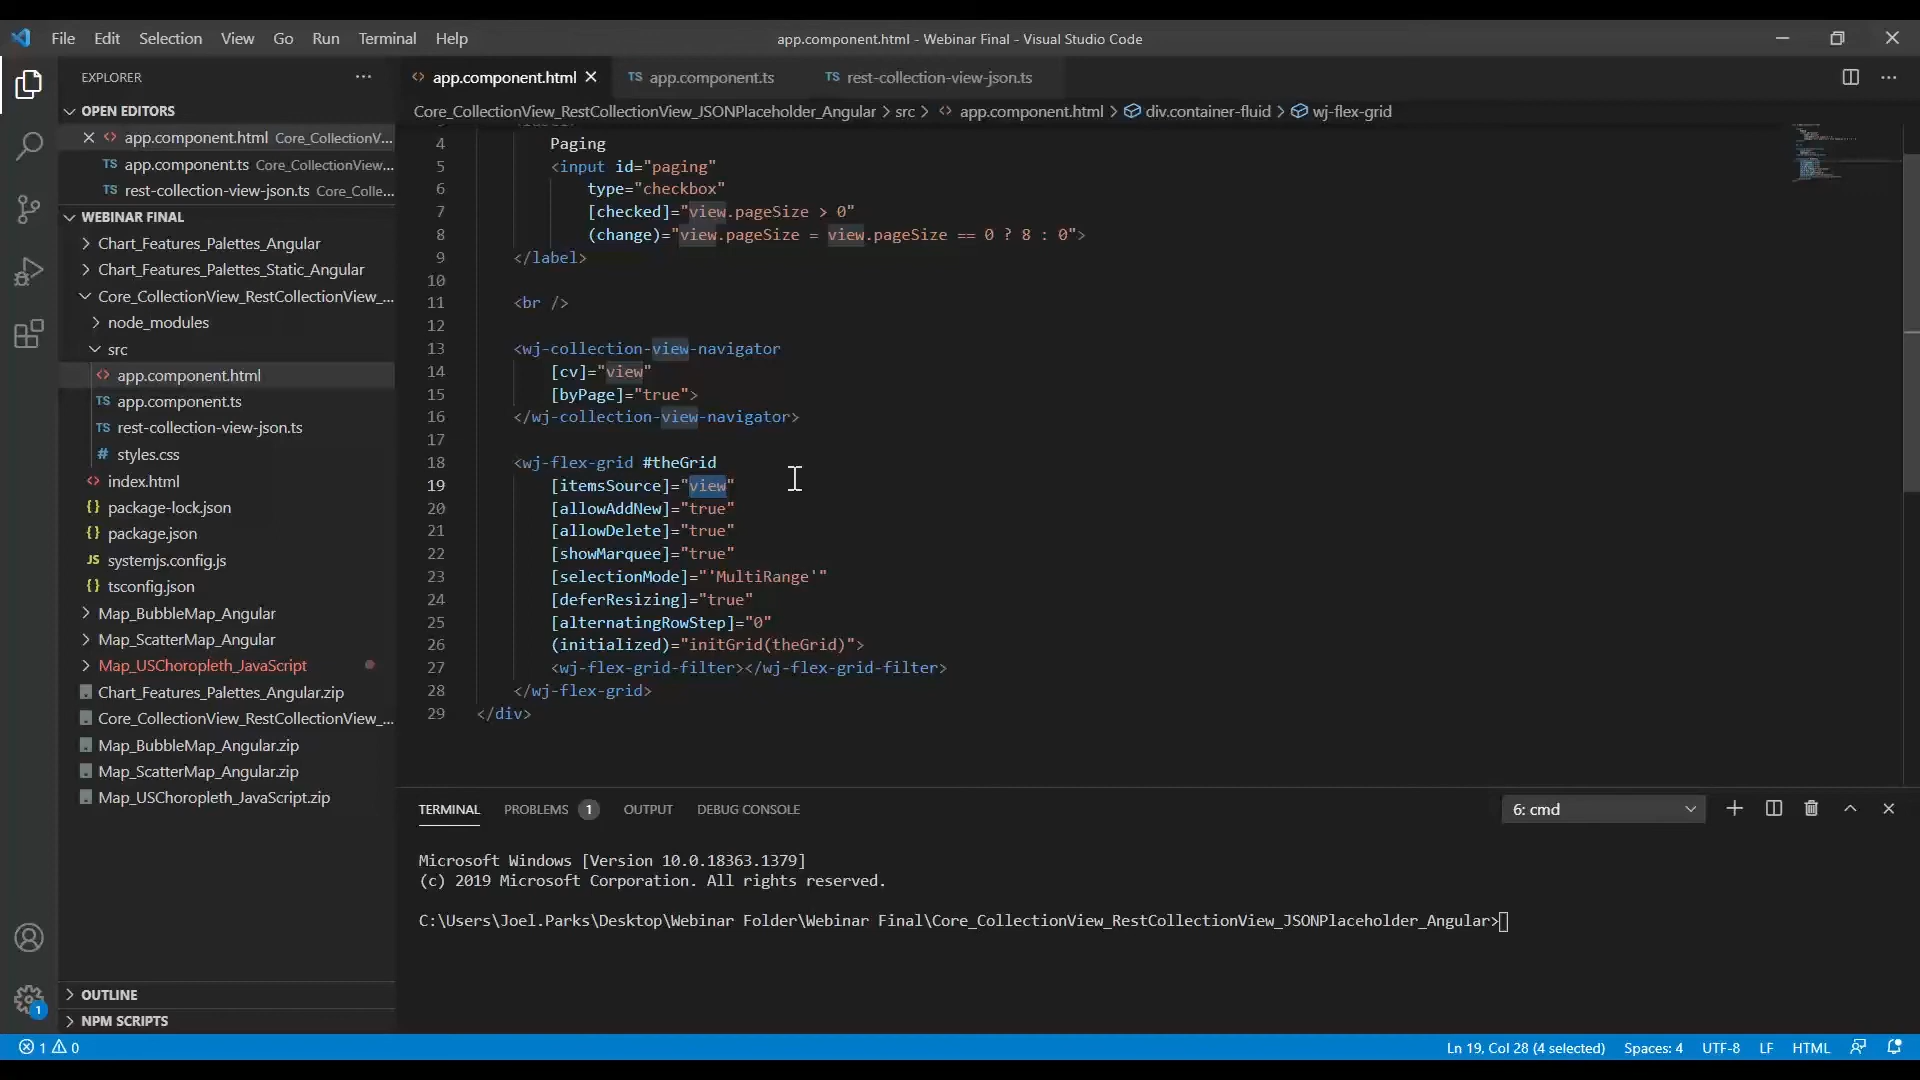 File Edit Selection View Go Run Terminal Help
app.component.html - Webinar Final - Visual Studio Code
EXPLORER
OPEN EDITORS
app.component.html Core_CollectionV...
TS app.component.ts Core_CollectionView...
TS rest-collection-view-json.ts Core_Colle...
WEBINAR FINAL
Chart_Features_Palettes_Angular
Chart_Features_Palettes_Static_Angular
Core_CollectionView_RestCollectionView_...
node_modules
src
app.component.html
TS app.component.ts
TS rest-collection-view-json.ts
# styles.css
index.html
{} package-lock.json
{} package.json
JS systemjs.config.js
{} tsconfig.json
Map_BubbleMap_Angular
Map_ScatterMap_Angular
Map_USChoropleth_JavaScript
Chart_Features_Palettes_Angular.zip
Core_CollectionView_RestCollectionView_...
Map_BubbleMap_Angular.zip
Map_ScatterMap_Angular.zip
Map_USChoropleth_JavaScript.zip
OUTLINE
NPM SCRIPTS
app.component.html
TS app.component.ts
TS rest-collection-view-json.ts
Core_CollectionView_RestCollectionView_JSONPlaceholder_Angular > src > app.component.html > div.container-fluid > wj-flex-grid
4 Paging
5 <input id="paging"
6 type="checkbox"
7 [checked]="view.pageSize > 0"
8 (change)="view.pageSize = view.pageSize == 0 ? 8 : 0">
9 </label>
10
11 <br />
12
13 <wj-collection-view-navigator
14 [cv]="view"
15 [byPage]="true">
16 </wj-collection-view-navigator>
17
18 <wj-flex-grid #theGrid
19 [itemsSource]="view"
20 [allowAddNew]="true"
21 [allowDelete]="true"
22 [showMarquee]="true"
23 [selectionMode]="'MultiRange'"
24 [deferResizing]="true"
25 [alternatingRowStep]="0"
26 (initialized)="initGrid(theGrid)">
27 <wj-flex-grid-filter></wj-flex-grid-filter>
28 </wj-flex-grid>
29 </div>
TERMINAL PROBLEMS 1 OUTPUT DEBUG CONSOLE
6: cmd
Microsoft Windows [Version 10.0.18363.1379]
(c) 2019 Microsoft Corporation. All rights reserved.
C:\Users\Joel.Parks\Desktop\Webinar Folder\Webinar Final\Core_CollectionView_RestCollectionView_JSONPlaceholder_Angular>
1
1 0
Ln 19, Col 28 (4 selected) Spaces: 4 UTF-8 LF HTML